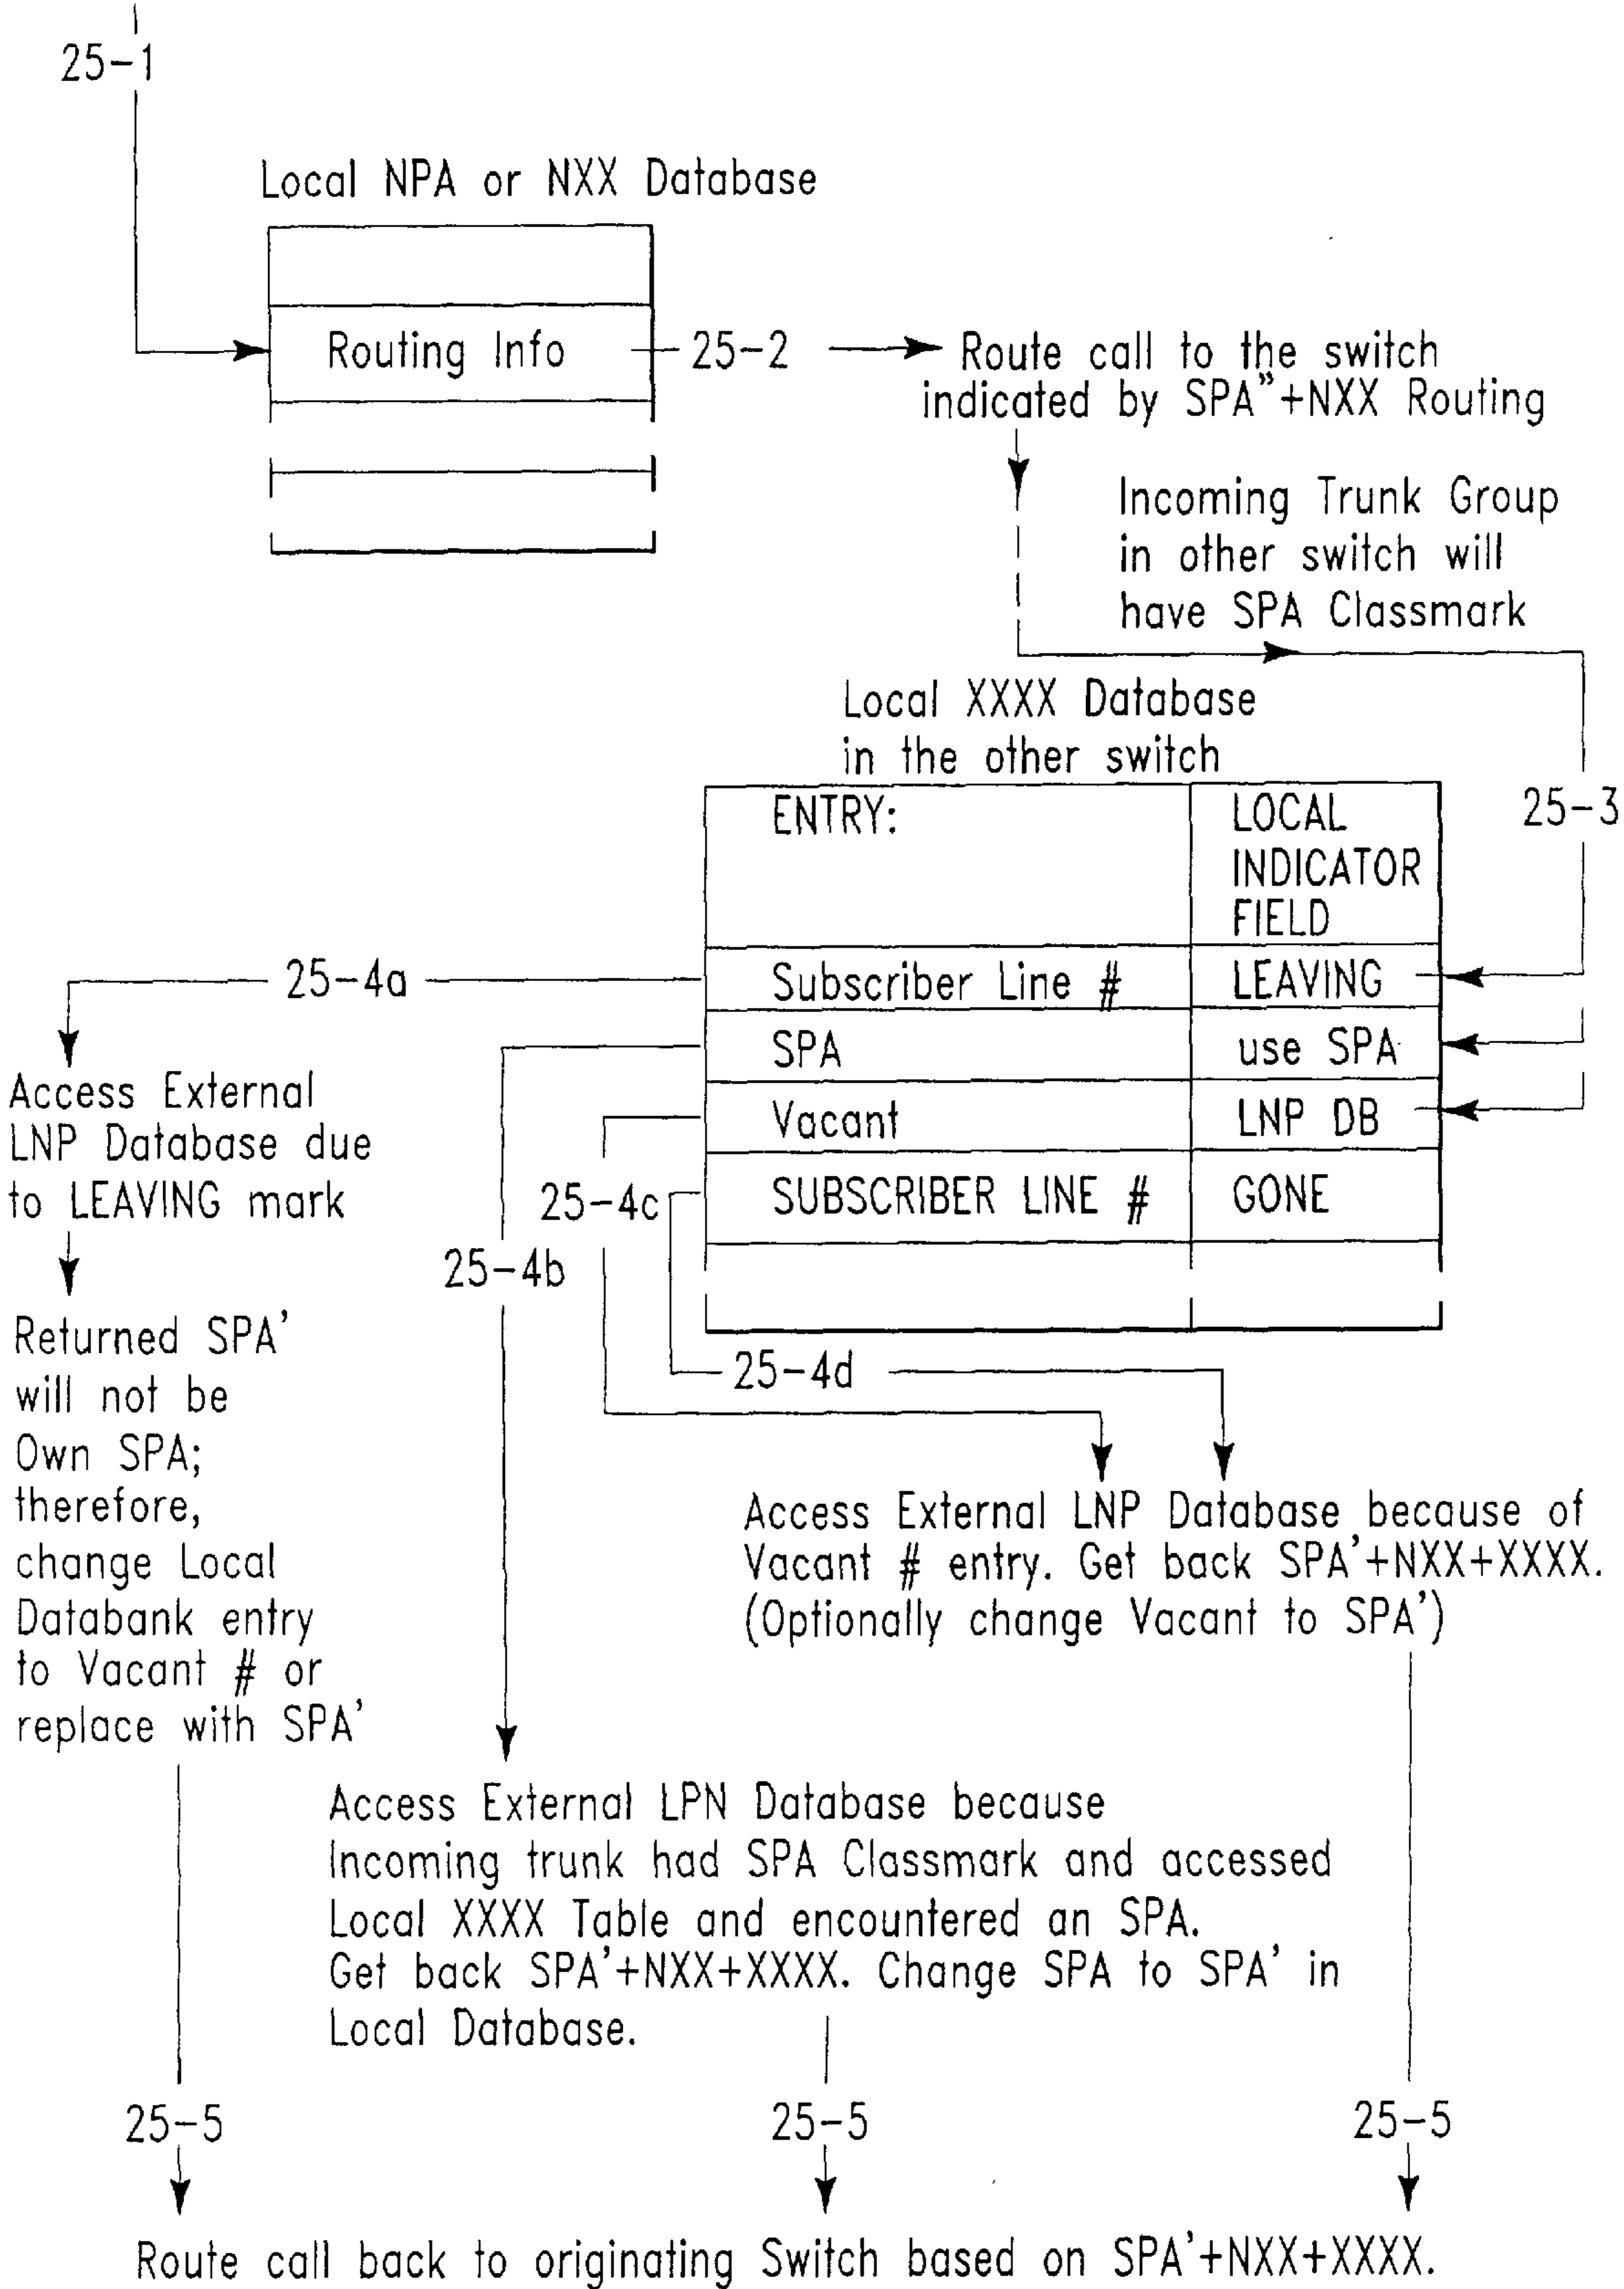 25-1
Local NPA or NXX Database
Routing Info
25-2
Route call to the switch
indicated by SPA"+NXX Routing
Incoming Trunk Group
in other switch will
have SPA Classmark
Local XXXX Database
in the other switch
25-3
ENTRY:
LOCAL
INDICATOR
FIELD
Subscriber Line #
LEAVING
SPA
use SPA
Vacant
LNP DB
SUBSCRIBER LINE #
GONE
25-4a
Access External
LNP Database due
to LEAVING mark
Returned SPA'
will not be
Own SPA;
therefore,
change Local
Databank entry
to Vacant # or
replace with SPA'
25-4c
25-4b
25-4d
Access External LNP Database because of
Vacant # entry. Get back SPA'+NXX+XXXX.
(Optionally change Vacant to SPA')
Access External LPN Database because
Incoming trunk had SPA Classmark and accessed
Local XXXX Table and encountered an SPA.
Get back SPA'+NXX+XXXX. Change SPA to SPA' in
Local Database.
25-5
25-5
25-5
Route call back to originating Switch based on SPA'+NXX+XXXX.